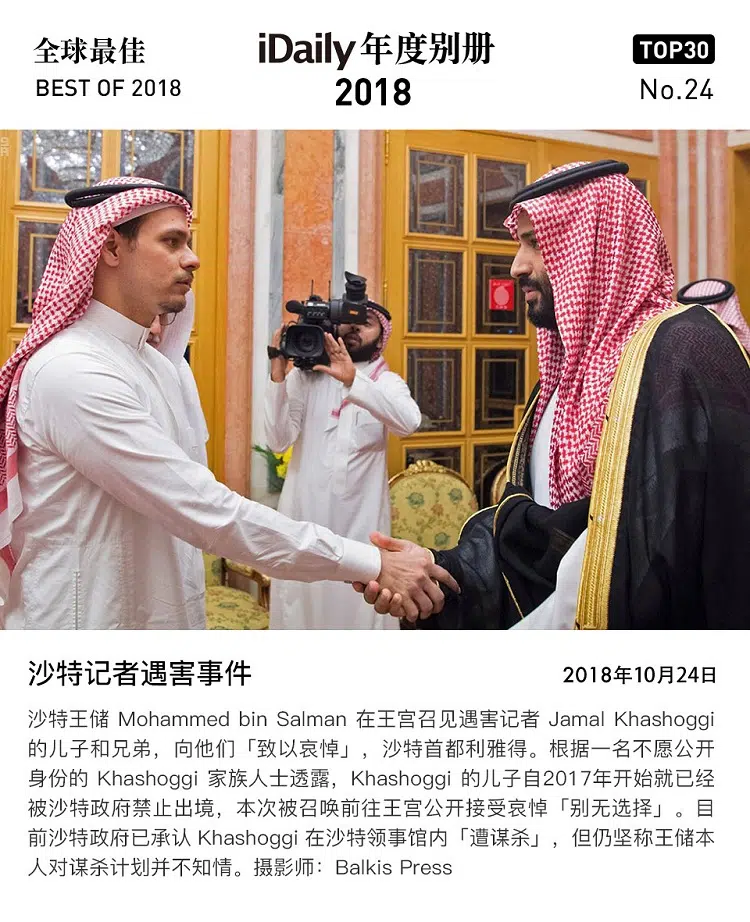 全球最佳
BEST OF 2018
iDaily 年度别册
2018
TOP30
No.24
沙特记者遇害事件
2018年10月24日
沙特王储 Mohammed bin Salman 在王宫召见遇害记者 Jamal Khashoggi
的儿子和兄弟，向他们「致以哀悼」，沙特首都利雅得。根据一名不愿公开
身份的 Khashoggi 家族人士透露，Khashoggi 的儿子自2017年开始就已经
被沙特政府禁止出境，本次被召唤前往王宫公开接受哀悼「别无选择」。目
前沙特政府已承认 Khashoggi 在沙特领事馆内「遭谋杀」，但仍坚称王储本
人对谋杀计划并不知情。摄影师：Balkis Press